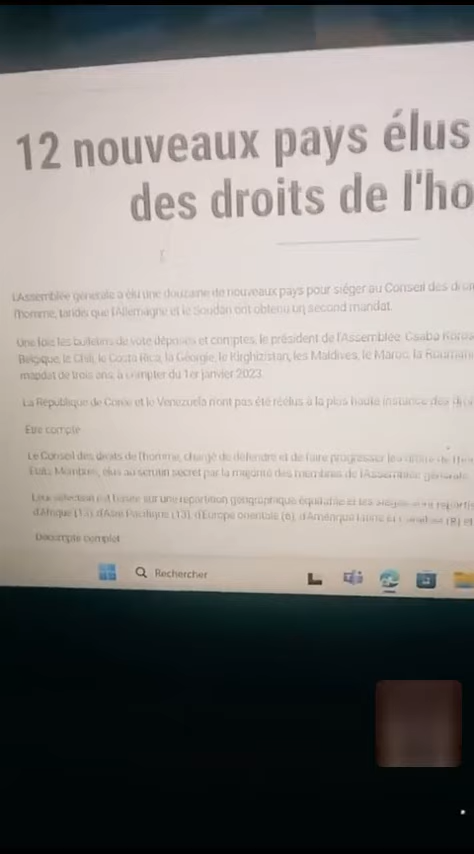 12 nouveaux pays élus
des droits de l'ho
L'Assemblée générale a élu une douzaine de nouveaux pays pour siéger au Conseil des droi
l'homme, tandis que l'Allemagne et le Soudan ont obtenu un second mandat.
Une fois les bulletins de vote déposés et comptés, le président de l'Assemblée, Csaba Kőrös
Belgique, le Chili, le Costa Rica, la Géorgie, le Kirghizistan, les Maldives, le Maroc, la Roumanie
mandat de trois ans, à compter du 1er janvier 2023.
La République de Corée et le Venezuela n'ont pas été réélus à la plus haute instance des droi
Etre compte
Le Conseil des droits de l'homme, chargé de défendre et de faire progresser les droits de l'ho
États Membres, élus au scrutin secret par la majorité des membres de l'Assemblée générale.
Leur sélection est basée sur une répartition géographique équitable et les sièges sont répartis
d'Afrique (13), d'Asie Pacifique (13), d'Europe orientale (6), d'Amérique latine et Caraïbes (8) et
Décompte complet
Rechercher